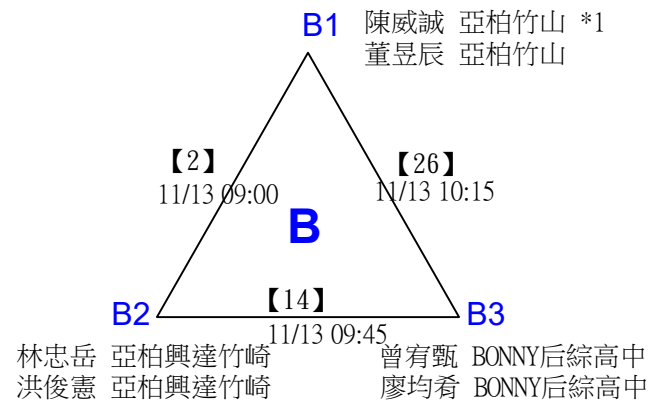 B1
陳威誠 亞柏竹山 *1
董昱辰 亞柏竹山
【2】
11/13 09:00
【26】
11/13 10:15
B
B2
【14】
11/13 09:45
B3
林忠岳 亞柏興達竹崎
洪俊憲 亞柏興達竹崎
曾宥甄 BONNY后綜高中
廖均肴 BONNY后綜高中